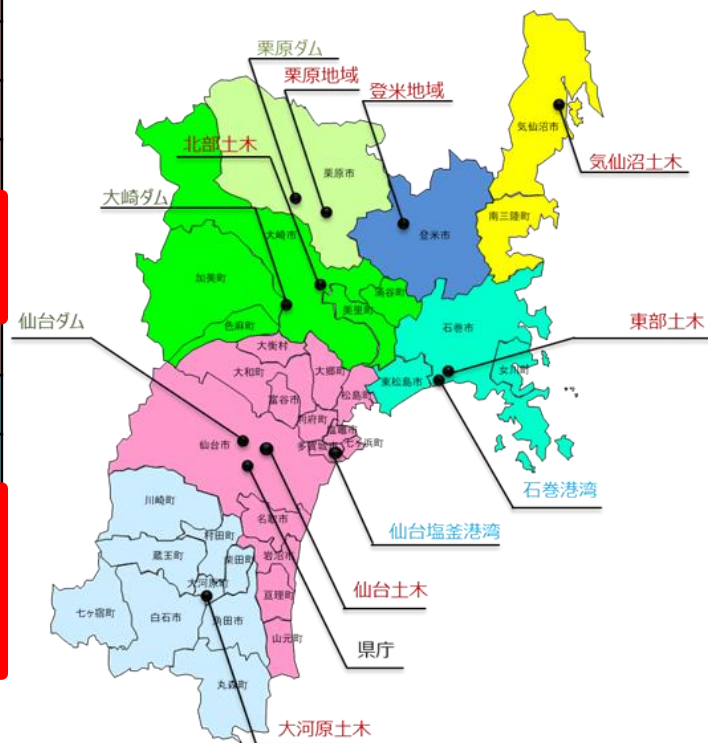 栗原ダム
栗原地域
登米地域
気仙沼市
北部土木
気仙沼土木
栗原市
大崎ダム
南三陸町
大崎市
登米市
加美町
涌谷町
美里町
仙台ダム
色麻町
石巻市
東部土木
大衡村
大和町
大郷町
東松島市
女川町
富谷市
松島町
利府町
塩竈市
仙台市
多賀城市
七ヶ浜町
石巻港湾
川崎町
名取市
仙台塩釜港湾
村田町
蔵王町
柴田町
岩沼市
大河原町
仙台土木
亘理町
七ヶ宿町
白石市
角田市
山元町
県庁
丸森町
大河原土木